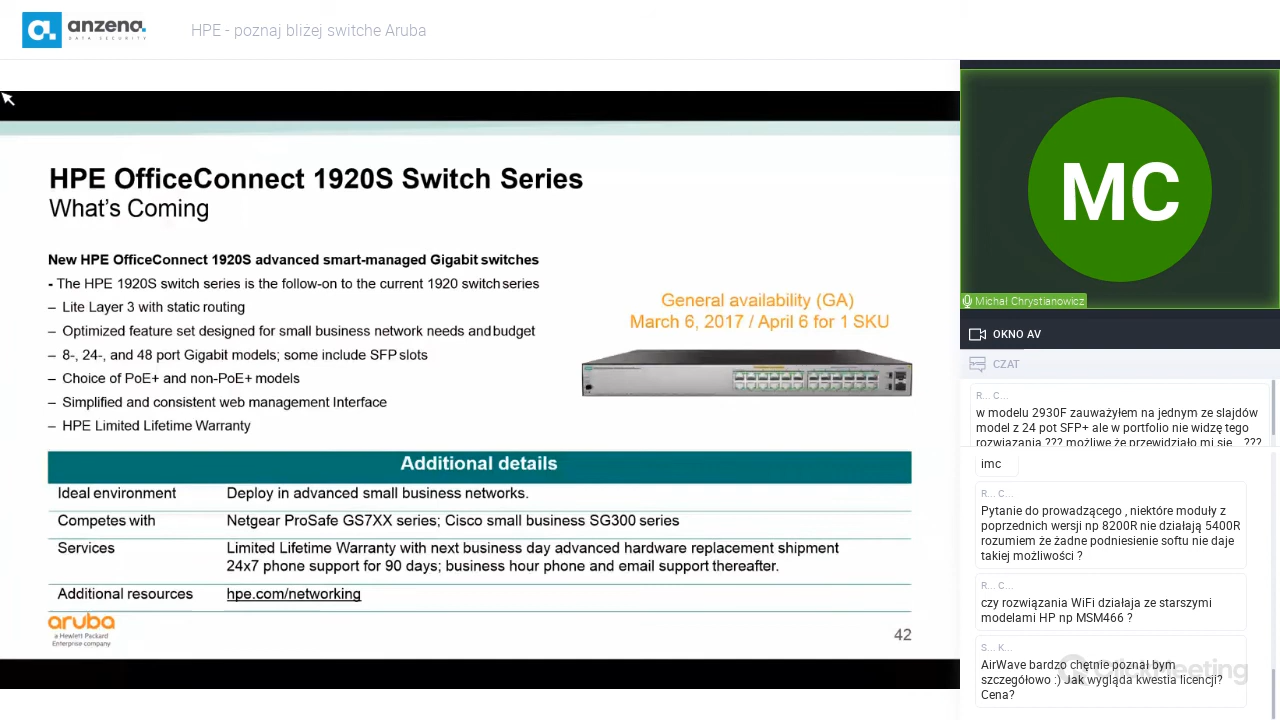 anzena.
DATA SECURITY
HPE - poznaj bliżej switche Aruba
HPE OfficeConnect 1920S Switch Series
What's Coming
New HPE OfficeConnect 1920S advanced smart-managed Gigabit switches
- The HPE 1920S switch series is the follow-on to the current 1920 switch series
– Lite Layer 3 with static routing
– Optimized feature set designed for small business network needs and budget
– 8-, 24-, and 48 port Gigabit models; some include SFP slots
– Choice of PoE+ and non-PoE+ models
– Simplified and consistent web management Interface
– HPE Limited Lifetime Warranty
General availability (GA)
March 6, 2017 / April 6 for 1 SKU
Additional details
Ideal environment Deploy in advanced small business networks.
Competes with Netgear ProSafe GS7XX series; Cisco small business SG300 series
Services Limited Lifetime Warranty with next business day advanced hardware replacement shipment
24x7 phone support for 90 days; business hour phone and email support thereafter.
Additional resources hpe.com/networking
aruba
a Hewlett Packard
Enterprise company
42
MC
Michał Chrystianowicz
OKNO AV
CZAT
R... C...
w modelu 2930F zauważyłem na jednym ze slajdów
model z 24 pot SFP+ ale w portfolio nie widzę tego
rozwiązania ??? możliwe że przewidziało mi się... ???
imc
R... C...
Pytanie do prowadzącego , niektóre moduły z
poprzednich wersji np 8200R nie działają 5400R
rozumiem że żadne podniesienie softu nie daje
takiej możliwości ?
R... C...
czy rozwiązania WiFi działaja ze starszymi
modelami HP np MSM466 ?
S... K...
AirWave bardzo chętnie poznał bym
szczegółowo :) Jak wygląda kwestia licencji?
Cena?
ClickMeeting